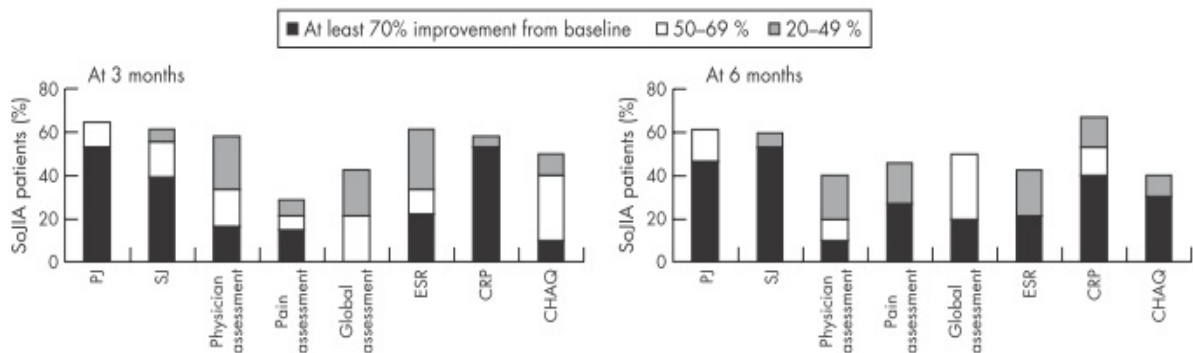 At least 70% improvement from baseline 50–69 % 20–49 %
At 3 months
SoJIA patients (%)
80
60
40
20
0
PJ
SJ
Physician
assessment
Pain
assessment
Global
assessment
ESR
CRP
CHAQ
At 6 months
SoJIA patients (%)
80
60
40
20
0
PJ
SJ
Physician
assessment
Pain
assessment
Global
assessment
ESR
CRP
CHAQ